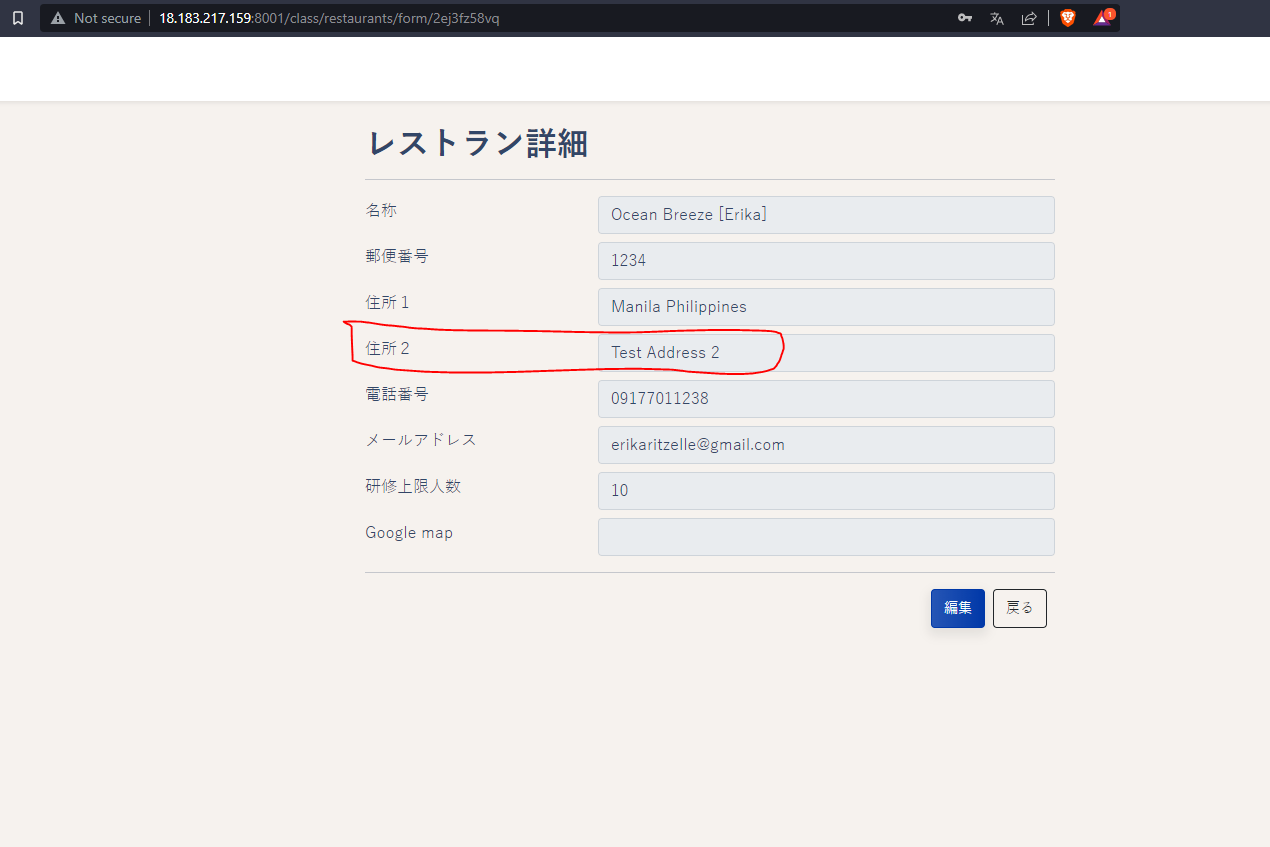 Not secure 18.183.217.159:8001/class/restaurants/form/2ej3fz58vq 1
レストラン詳細
名称 Ocean Breeze [Erika]
郵便番号 1234
住所１ Manila Philippines
住所２ Test Address 2
電話番号 09177011238
メールアドレス erikaritzelle@gmail.com
研修上限人数 10
Google map
編集 戻る